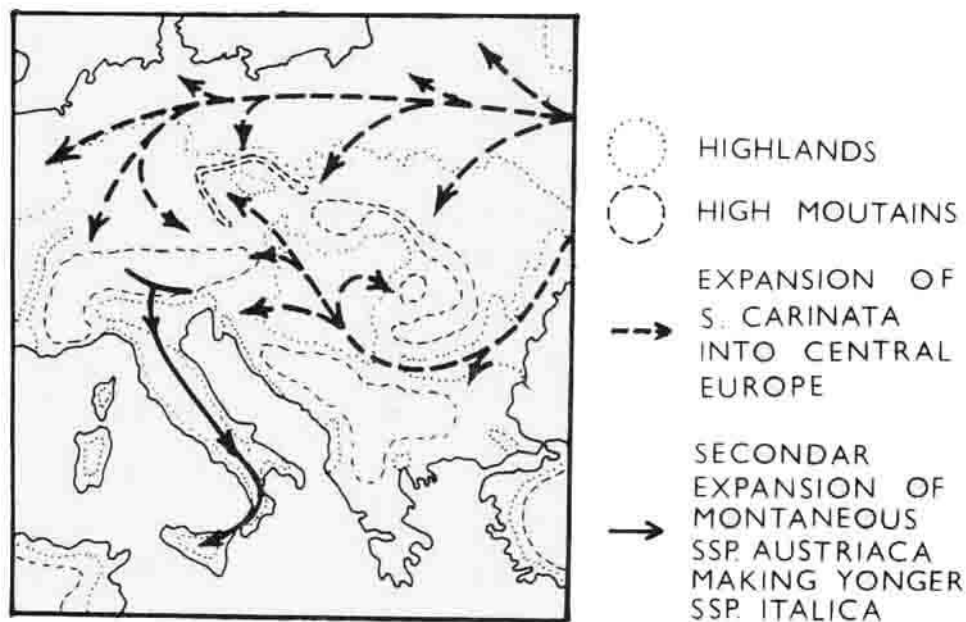 HIGHLANDS
HIGH MOUTAINS
EXPANSION OF
S. CARINATA
INTO CENTRAL
EUROPE
SECONDAR
EXPANSION OF
MONTANEOUS
SSP. AUSTRIACA
MAKING YONGER
SSP. ITALICA